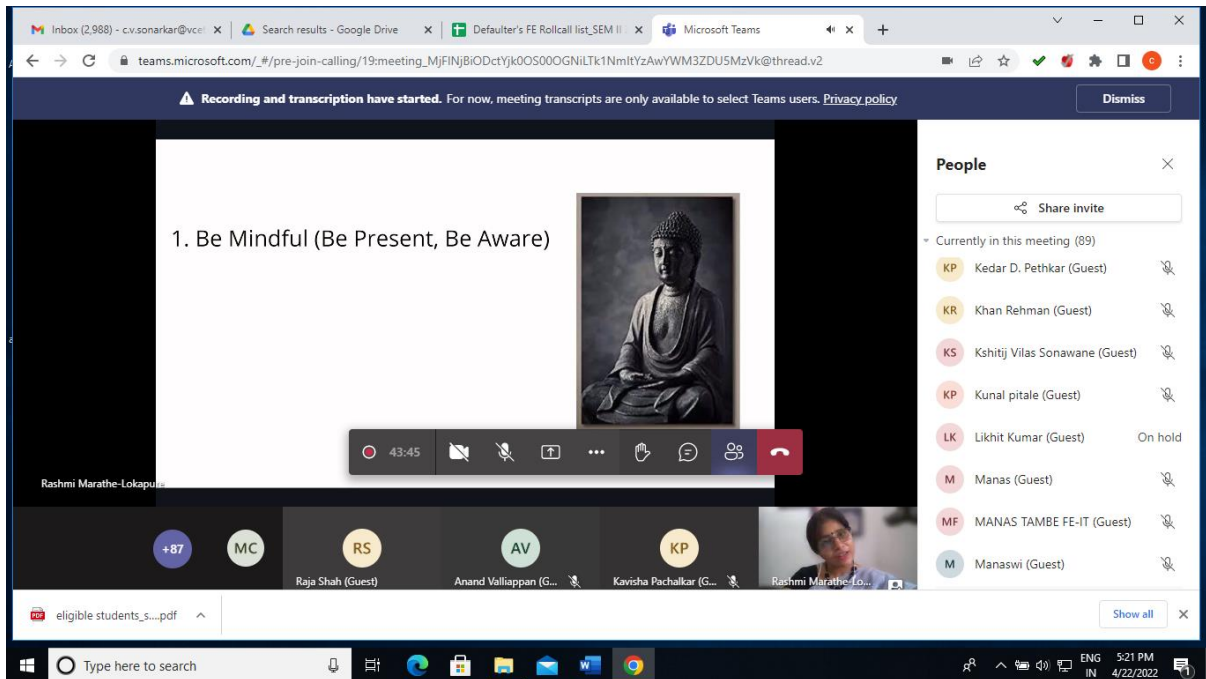 Inbox (2,988) - c.v.sonarkar@vcet
Search results - Google Drive
Defaulter's FE Rollcall list_SEM II
Microsoft Teams
teams.microsoft.com/_#/pre-join-calling/19:meeting_MjFlNjBiODctYjk0OS00OGNiLTk1NmItYzAwYWM3ZDU5MzVk@thread.v2
C
Recording and transcription have started. For now, meeting transcripts are only available to select Teams users. Privacy policy
Dismiss
1. Be Mindful (Be Present, Be Aware)
43:45
Rashmi Marathe-Lokapure
+87
MC
RS
Raja Shah (Guest)
AV
Anand Valliappan (G...
KP
Kavisha Pachalkar (G...
Rashmi Marathe-Lo...
People
Share invite
Currently in this meeting (89)
KP Kedar D. Pethkar (Guest)
KR Khan Rehman (Guest)
KS Kshitij Vilas Sonawane (Guest)
KP Kunal pitale (Guest)
LK Likhit Kumar (Guest) On hold
M Manas (Guest)
MF MANAS TAMBE FE-IT (Guest)
M Manaswi (Guest)
PDF eligible students_s....pdf
Show all
Type here to search
W
ENG
IN
5:21 PM
4/22/2022
1